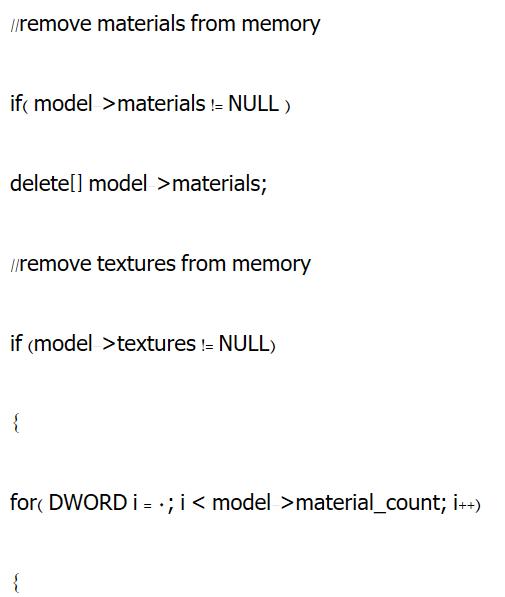 //remove materials from memory
if( model >materials != NULL )
delete[] model >materials;
//remove textures from memory
if (model >textures != NULL)
{
for( DWORD i = ٠; i < model >material_count; i++)
{